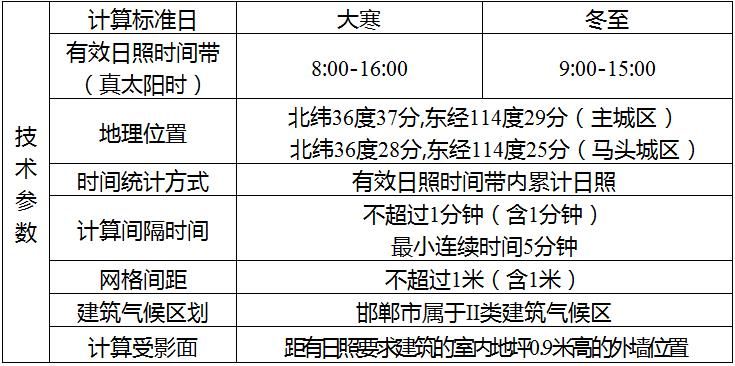 技术参数
计算标准日 大寒 冬至
有效日照时间带 8:00-16:00 9:00-15:00
（真太阳时）
地理位置 北纬36度37分,东经114度29分（主城区）
北纬36度28分,东经114度25分（马头城区）
时间统计方式 有效日照时间带内累计日照
计算间隔时间 不超过1分钟（含1分钟）
最小连续时间5分钟
网格间距 不超过1米（含1米）
建筑气候区划 邯郸市属于II类建筑气候区
计算受影面 距有日照要求建筑的室内地坪0.9米高的外墙位置